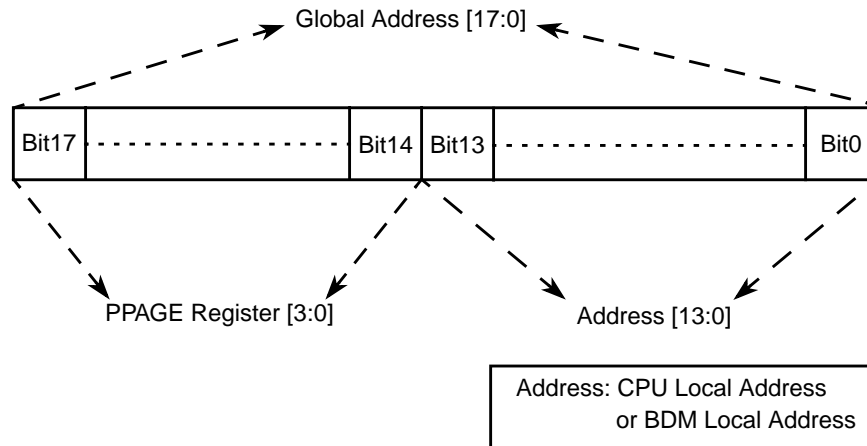 Global Address [17:0]
Bit17 Bit14 Bit13 Bit0
PPAGE Register [3:0]
Address [13:0]
Address: CPU Local Address
or BDM Local Address